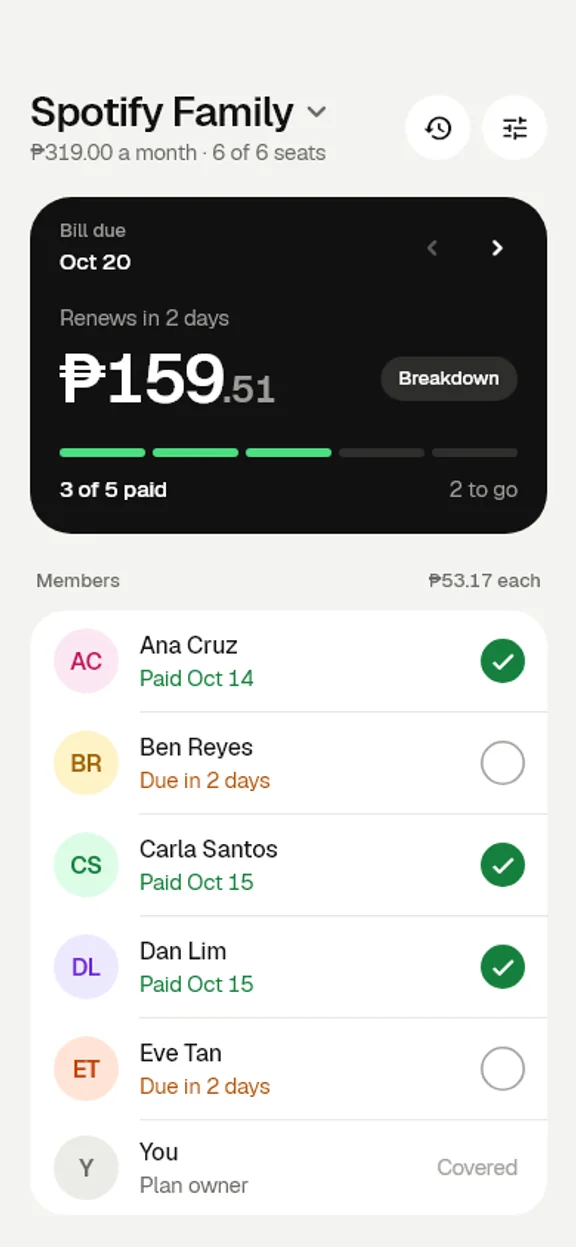 Spotify Family
₱319.00 a month · 6 of 6 seats
Bill due
Oct 20
Renews in 2 days
₱159.51
Breakdown
3 of 5 paid
2 to go
Members
₱53.17 each
AC
Ana Cruz
Paid Oct 14
BR
Ben Reyes
Due in 2 days
CS
Carla Santos
Paid Oct 15
DL
Dan Lim
Paid Oct 15
ET
Eve Tan
Due in 2 days
Y
You
Plan owner
Covered